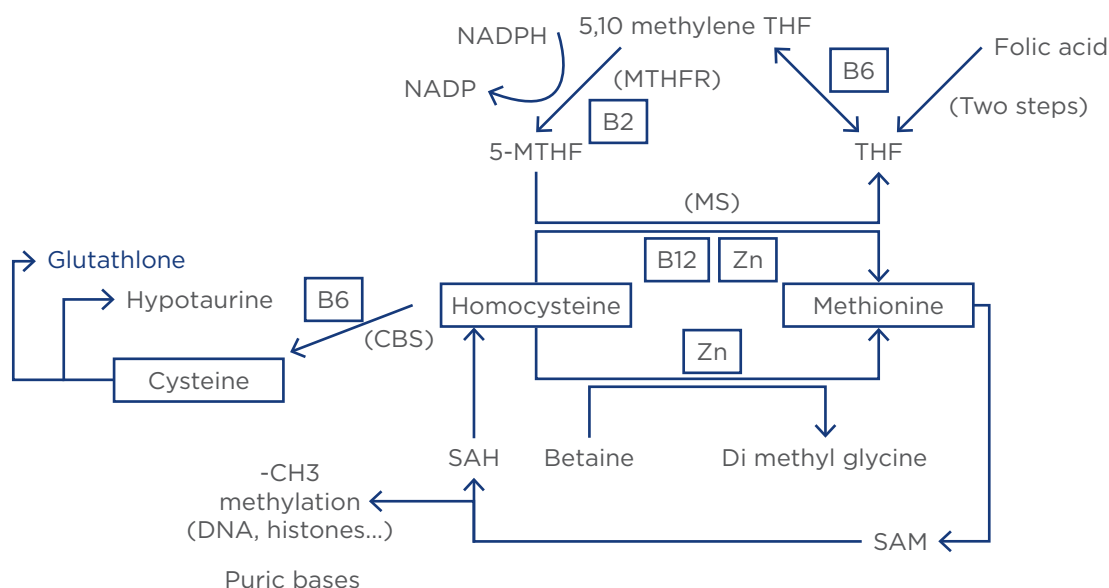 NADPH
5,10 methylene THF
Folic acid
NADP
(MTHFR)
B6
(Two steps)
B2
5-MTHF
THF
(MS)
B12
Zn
Glutathlone
Hypotaurine
B6
Homocysteine
Methionine
(CBS)
Zn
Cysteine
SAH
Betaine
Di methyl glycine
-CH3
methylation
(DNA, histones...)
SAM
Puric bases